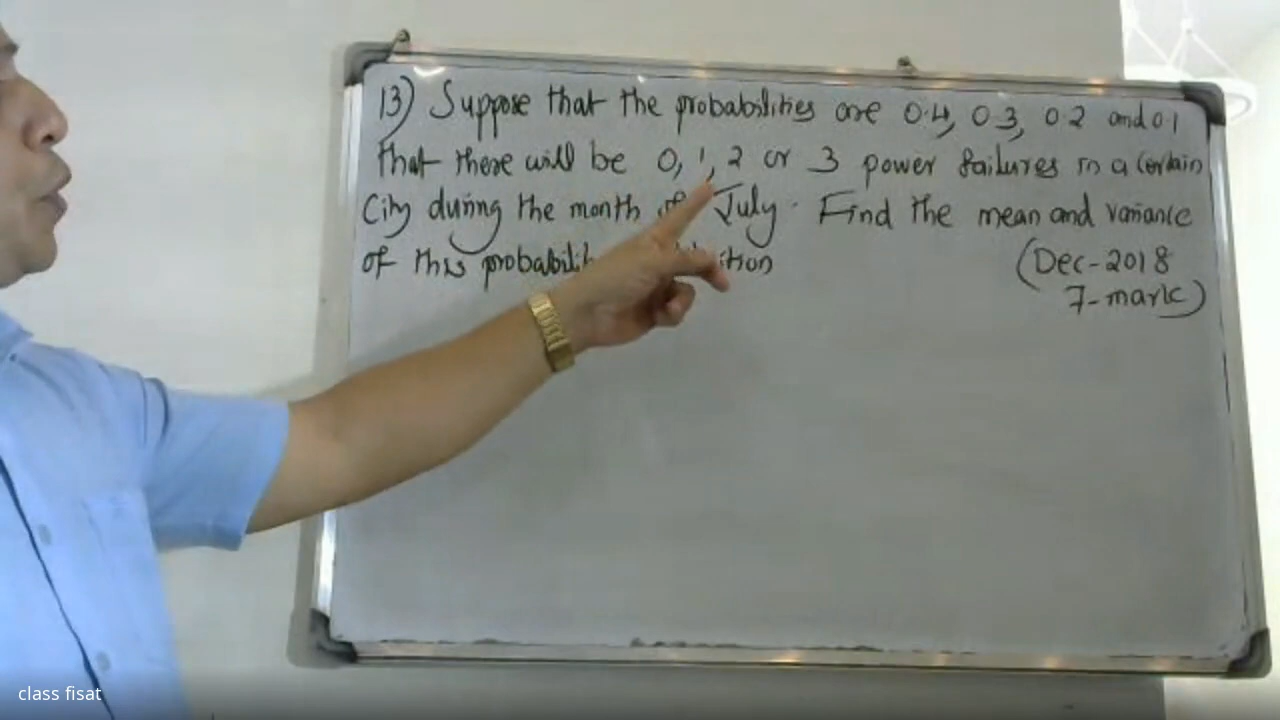 13) Suppose that the probabilities are 0.4, 0.3, 0.2 and 0.1
that there will be 0, 1, 2 or 3 power failures in a certain
City during the month of July. Find the mean and variance
of this
(Dec-2018
7-mark)
class fisat